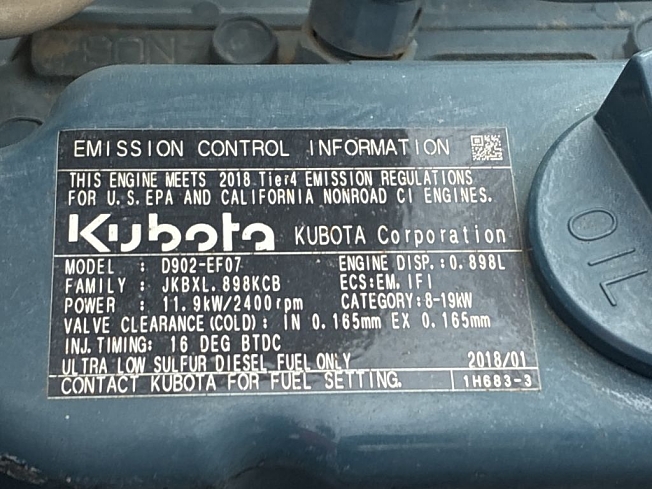 EMISSION CONTROL INFORMATION
THIS ENGINE MEETS 2018 Tier4 EMISSION REGULATIONS
FOR U.S. EPA AND CALIFORNIA NONROAD CI ENGINES.
Kubota KUBOTA Corporation
MODEL : D902-EF07 ENGINE DISP.: 0.898L
FAMILY : JKBXL.898KCB ECS:EM,IFI
POWER : 11.9kW/2400rpm CATEGORY:8-19kW
VALVE CLEARANCE(COLD): IN 0.165mm EX 0.165mm
INJ.TIMING: 16 DEG BTDC
ULTRA LOW SULFUR DIESEL FUEL ONLY 2018/01
CONTACT KUBOTA FOR FUEL SETTING. 1H683-3
OIL